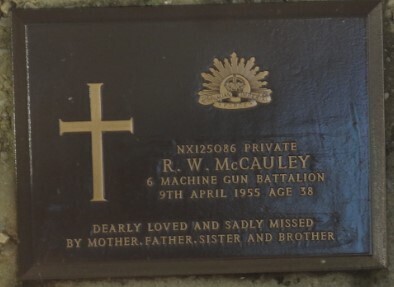 NX125086 PRIVATE
R. W. McCAULEY
6 MACHINE GUN BATTALION
9TH APRIL 1955 AGE 38
DEARLY LOVED AND SADLY MISSED
BY MOTHER, FATHER, SISTER AND BROTHER